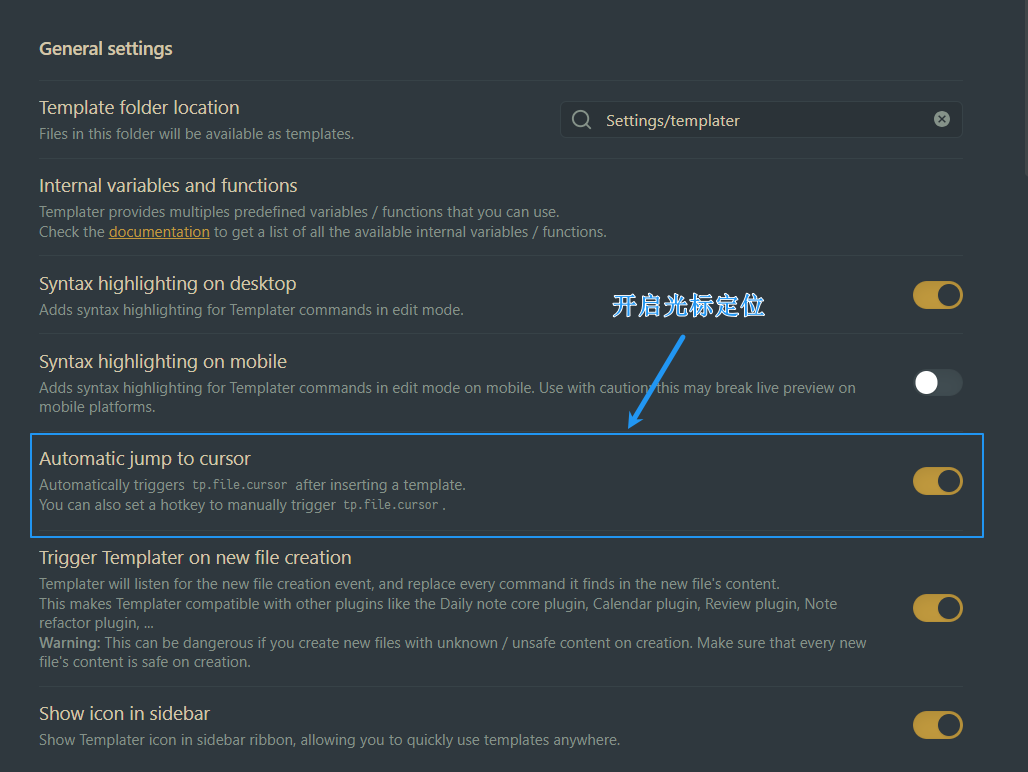 General settings
Template folder location
Files in this folder will be available as templates.
Settings/templater
Internal variables and functions
Templater provides multiples predefined variables / functions that you can use.
Check the documentation to get a list of all the available internal variables / functions.
Syntax highlighting on desktop
Adds syntax highlighting for Templater commands in edit mode.
开启光标定位
Syntax highlighting on mobile
Adds syntax highlighting for Templater commands in edit mode on mobile. Use with caution: this may break live preview on
mobile platforms.
Automatic jump to cursor
Automatically triggers tp.file.cursor after inserting a template.
You can also set a hotkey to manually trigger tp.file.cursor.
Trigger Templater on new file creation
Templater will listen for the new file creation event, and replace every command it finds in the new file's content.
This makes Templater compatible with other plugins like the Daily note core plugin, Calendar plugin, Review plugin, Note
refactor plugin, ...
Warning: This can be dangerous if you create new files with unknown / unsafe content on creation. Make sure that every new
file's content is safe on creation.
Show icon in sidebar
Show Templater icon in sidebar ribbon, allowing you to quickly use templates anywhere.